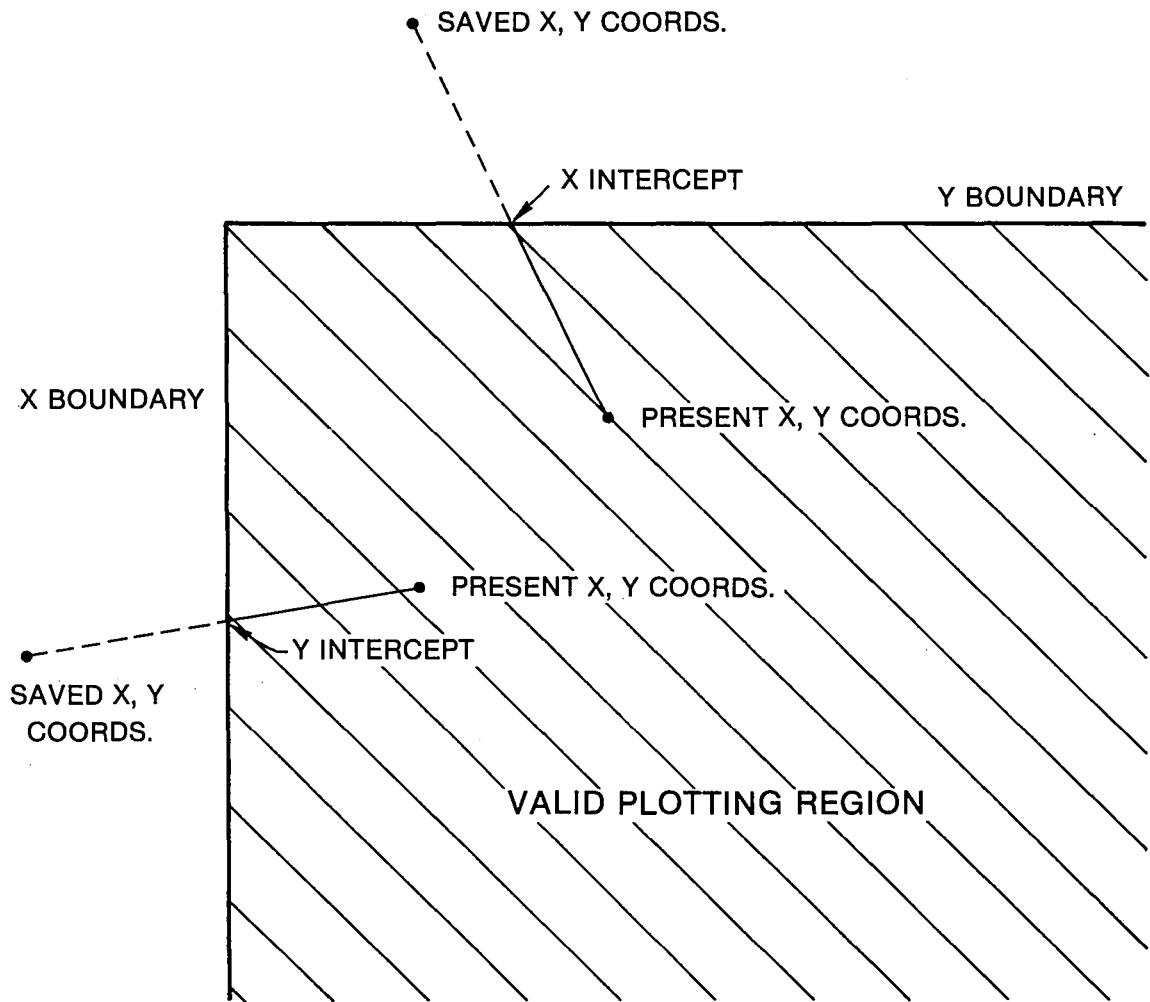 SAVED X, Y COORDS.
X INTERCEPT
Y BOUNDARY
X BOUNDARY
PRESENT X, Y COORDS.
PRESENT X, Y COORDS.
Y INTERCEPT
SAVED X, Y
COORDS.
VALID PLOTTING REGION